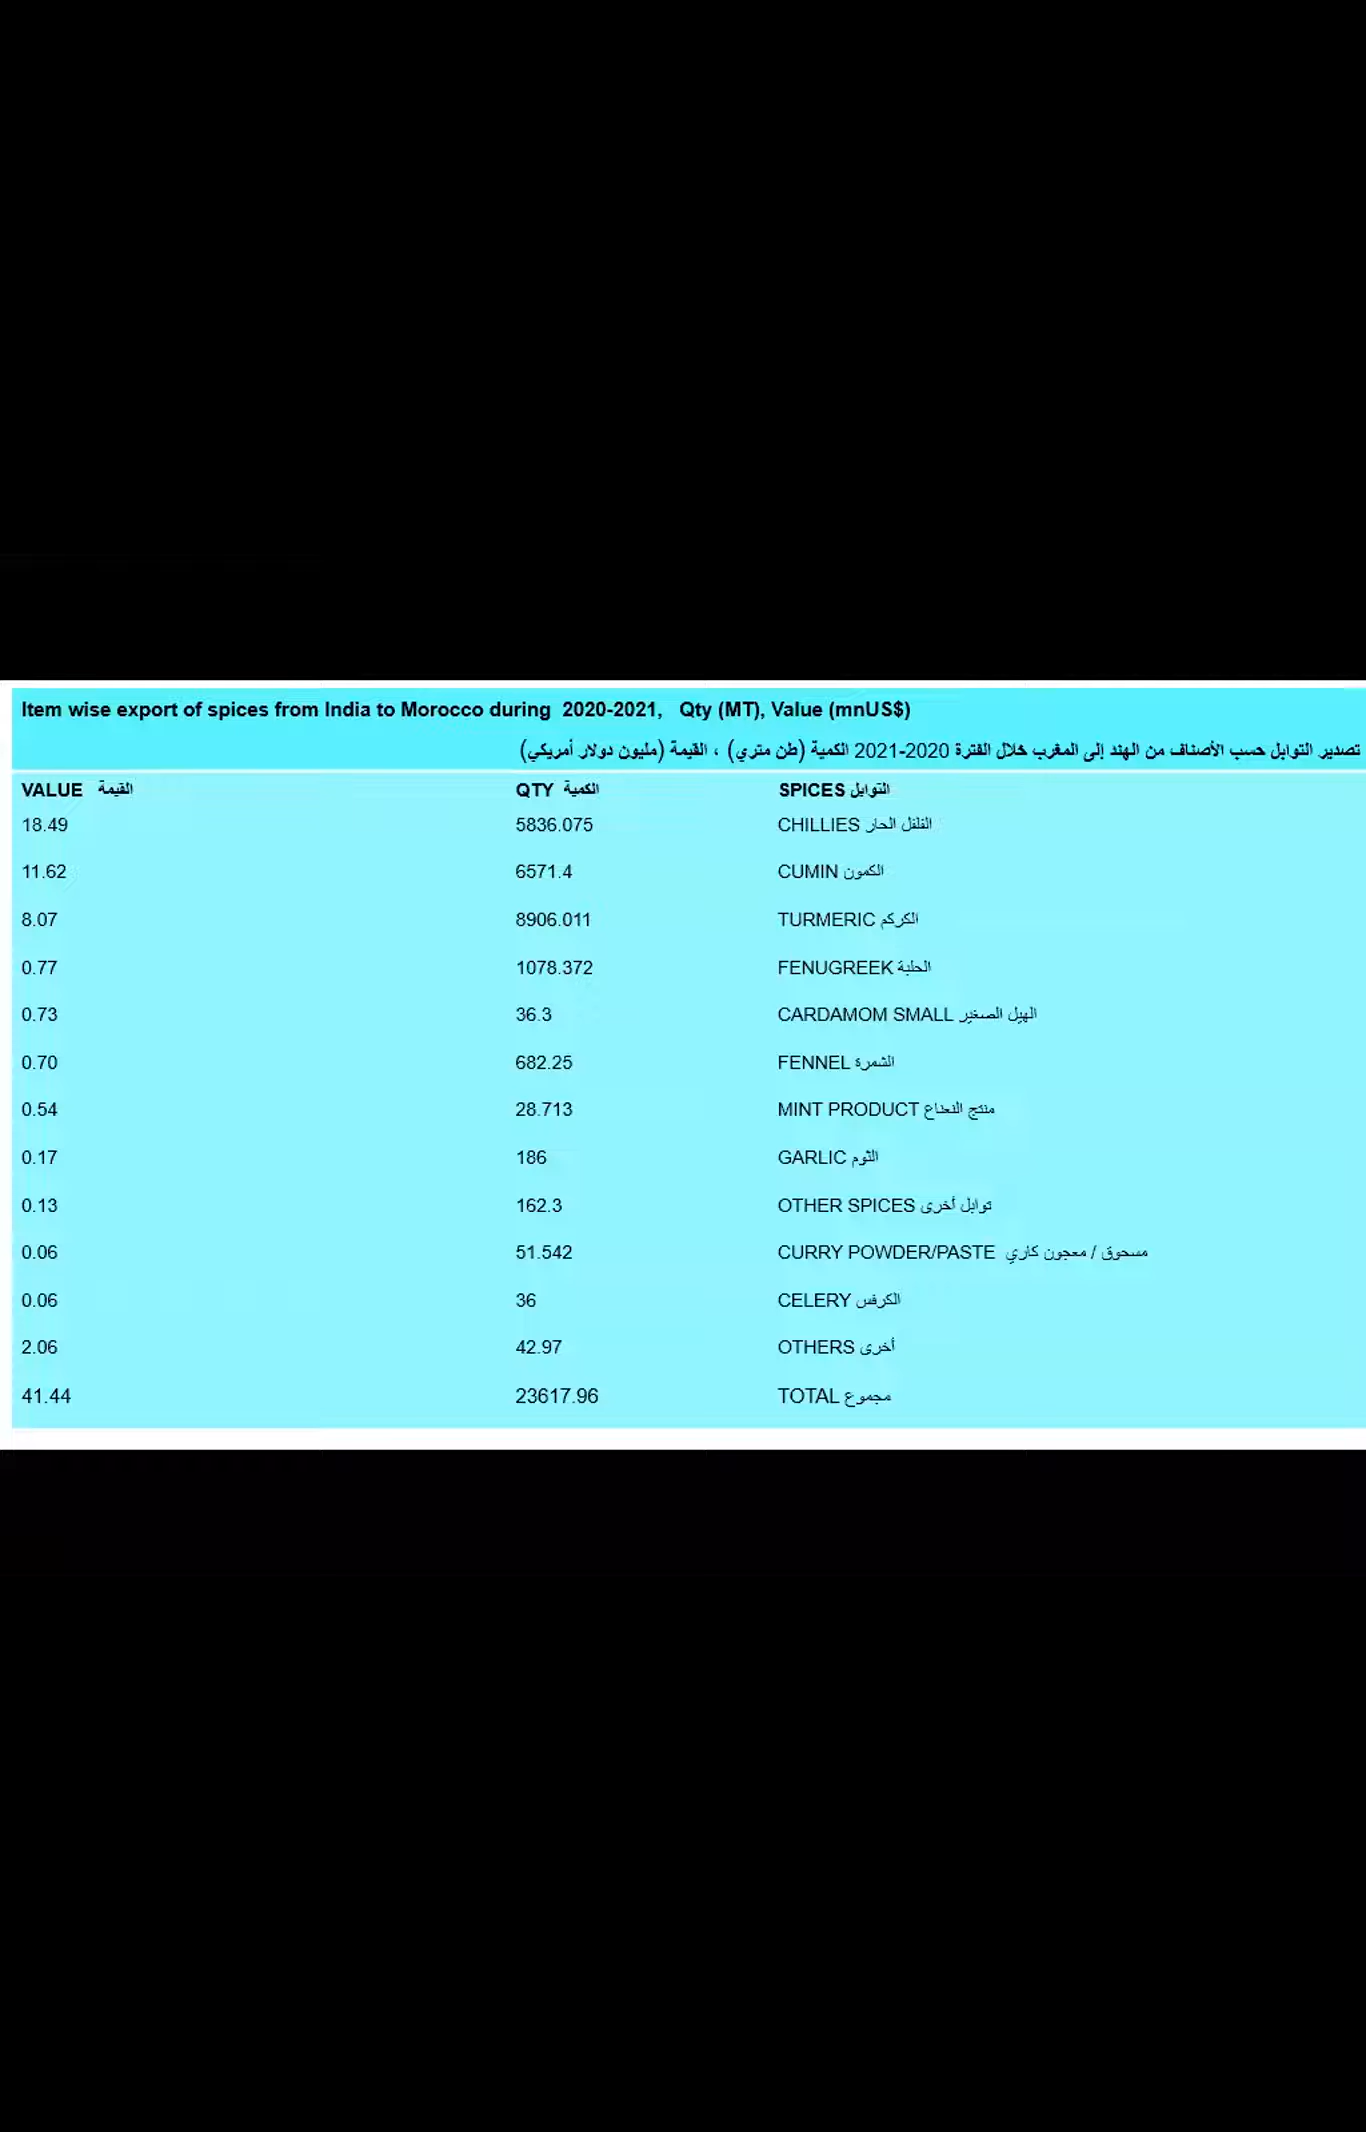 Item wise export of spices from India to Morocco during 2020-2021, Qty (MT), Value (mnUS$)
تصدير التوابل حسب الأصناف من الهند إلى المغرب خلال الفترة 2020-2021 الكمية (طن متري) ، القيمة (مليون دولار أمريكي)
VALUE القيمة QTY الكمية SPICES التوابل
18.49 5836.075 CHILLIES الفلفل الحار
11.62 6571.4 CUMIN الكمون
8.07 8906.011 TURMERIC الكركم
0.77 1078.372 FENUGREEK الحلبة
0.73 36.3 CARDAMOM SMALL الهيل الصغير
0.70 682.25 FENNEL الشمرة
0.54 28.713 MINT PRODUCT منتج النعناع
0.17 186 GARLIC الثوم
0.13 162.3 OTHER SPICES توابل أخرى
0.06 51.542 CURRY POWDER/PASTE مسحوق / معجون كاري
0.06 36 CELERY الكرفس
2.06 42.97 OTHERS أخرى
41.44 23617.96 TOTAL مجموع